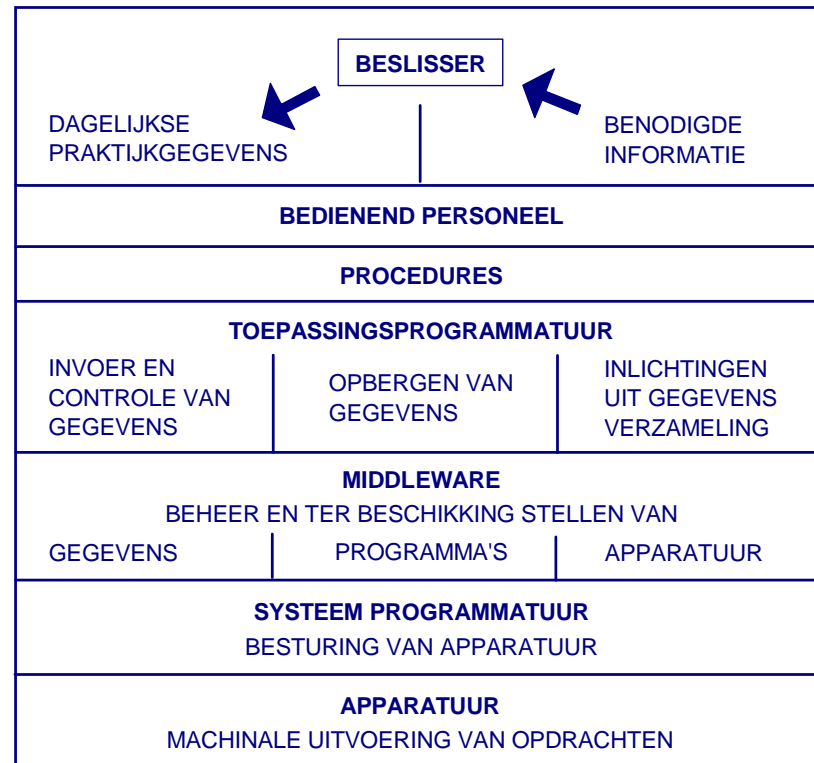 BESLISSER
DAGELIJKSE
PRAKTIJKGEGEVENS
BENODIGDE
INFORMATIE
BEDIENEND PERSONEEL
PROCEDURES
TOEPASSINGSPROGRAMMATUUR
INVOER EN
CONTROLE VAN
GEGEVENS
OPBERGEN VAN
GEGEVENS
INLICHTINGEN
UIT GEGEVENS
VERZAMELING
MIDDLEWARE
BEHEER EN TER BESCHIKKING STELLEN VAN
GEGEVENS
PROGRAMMA'S
APPARATUUR
SYSTEEM PROGRAMMATUUR
BESTURING VAN APPARATUUR
APPARATUUR
MACHINALE UITVOERING VAN OPDRACHTEN